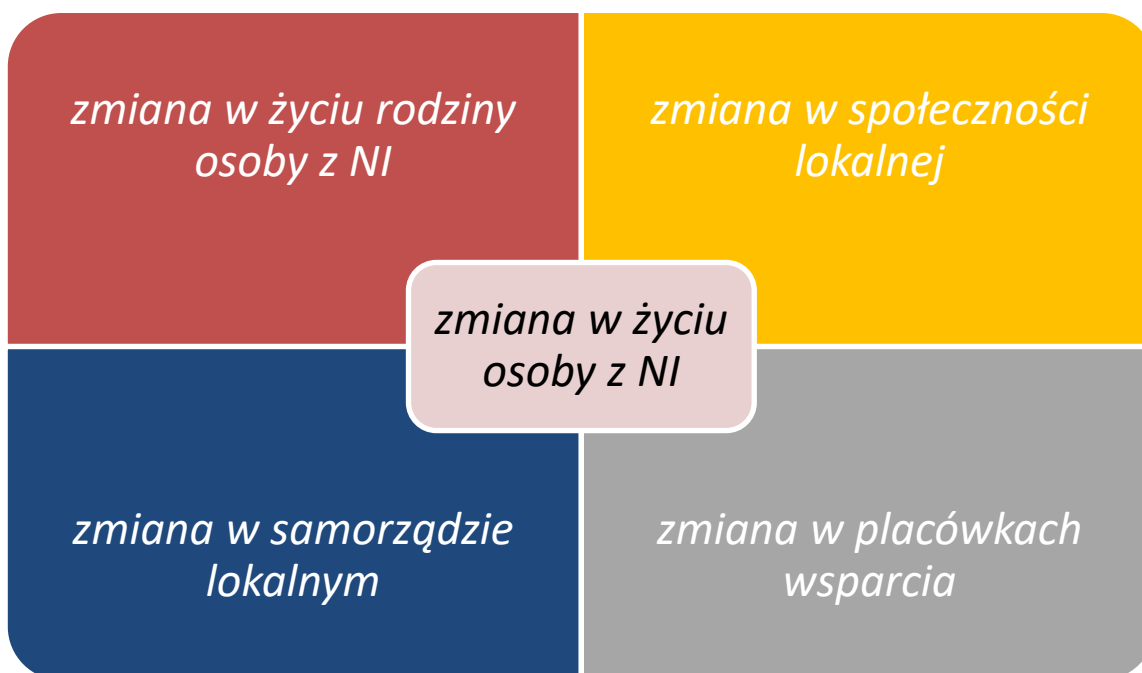 zmiana w życiu rodziny
osoby z NI
zmiana w społeczności
lokalnej
zmiana w życiu
osoby z NI
zmiana w samorządzie
lokalnym
zmiana w placówkach
wsparcia